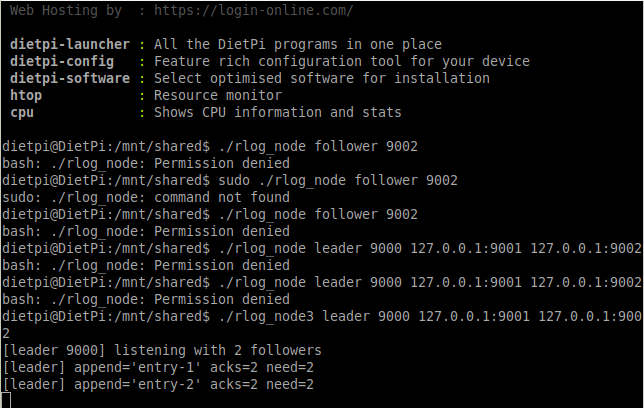 Web Hosting by  : https://login-online.com/
dietpi-launcher : All the DietPi programs in one place
dietpi-config   : Feature rich configuration tool for your device
dietpi-software : Select optimised software for installation
htop            : Resource monitor
cpu             : Shows CPU information and stats
dietpi@DietPi:/mnt/shared$ ./rlog_node follower 9002
bash: ./rlog_node: Permission denied
dietpi@DietPi:/mnt/shared$ sudo ./rlog_node follower 9002
sudo: ./rlog_node: command not found
dietpi@DietPi:/mnt/shared$ ./rlog_node follower 9002
bash: ./rlog_node: Permission denied
dietpi@DietPi:/mnt/shared$ ./rlog_node leader 9000 127.0.0.1:9001 127.0.0.1:9002
bash: ./rlog_node: Permission denied
dietpi@DietPi:/mnt/shared$ ./rlog_node leader 9000 127.0.0.1:9001 127.0.0.1:9002
bash: ./rlog_node: Permission denied
dietpi@DietPi:/mnt/shared$ ./rlog_node3 leader 9000 127.0.0.1:9001 127.0.0.1:900
2
[leader 9000] listening with 2 followers
[leader] append='entry-1' acks=2 need=2
[leader] append='entry-2' acks=2 need=2